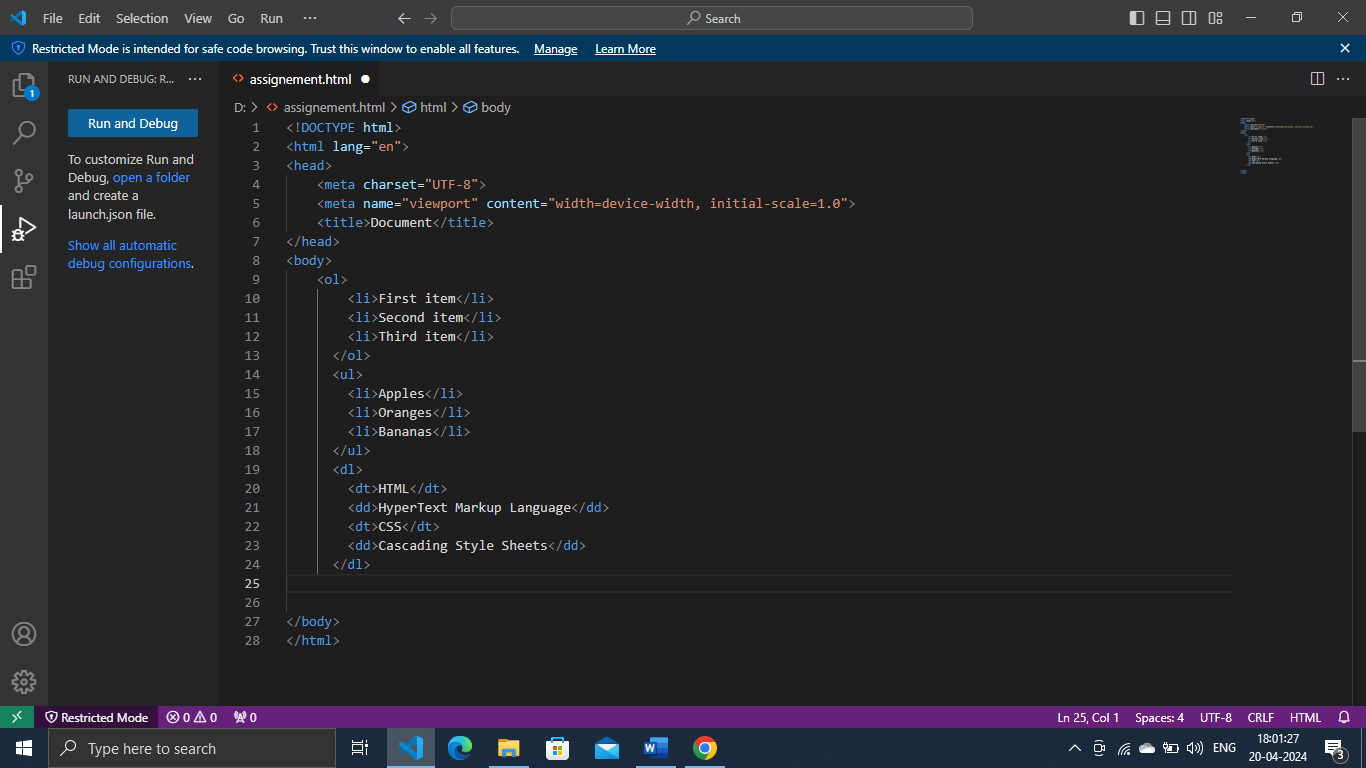 File Edit Selection View Go Run ··· Search
Restricted Mode is intended for safe code browsing. Trust this window to enable all features. Manage Learn More
1
RUN AND DEBUG: R... ···
Run and Debug
To customize Run and
Debug, open a folder
and create a
launch.json file.
Show all automatic
debug configurations.
assignement.html
D: > assignement.html > html > body
1 <!DOCTYPE html>
2 <html lang="en">
3 <head>
4 <meta charset="UTF-8">
5 <meta name="viewport" content="width=device-width, initial-scale=1.0">
6 <title>Document</title>
7 </head>
8 <body>
9 <ol>
10 <li>First item</li>
11 <li>Second item</li>
12 <li>Third item</li>
13 </ol>
14 <ul>
15 <li>Apples</li>
16 <li>Oranges</li>
17 <li>Bananas</li>
18 </ul>
19 <dl>
20 <dt>HTML</dt>
21 <dd>HyperText Markup Language</dd>
22 <dt>CSS</dt>
23 <dd>Cascading Style Sheets</dd>
24 </dl>
25
26
27 </body>
28 </html>
Restricted Mode 0 0 0 Ln 25, Col 1 Spaces: 4 UTF-8 CRLF HTML
Type here to search ENG 18:01:27
20-04-2024 3